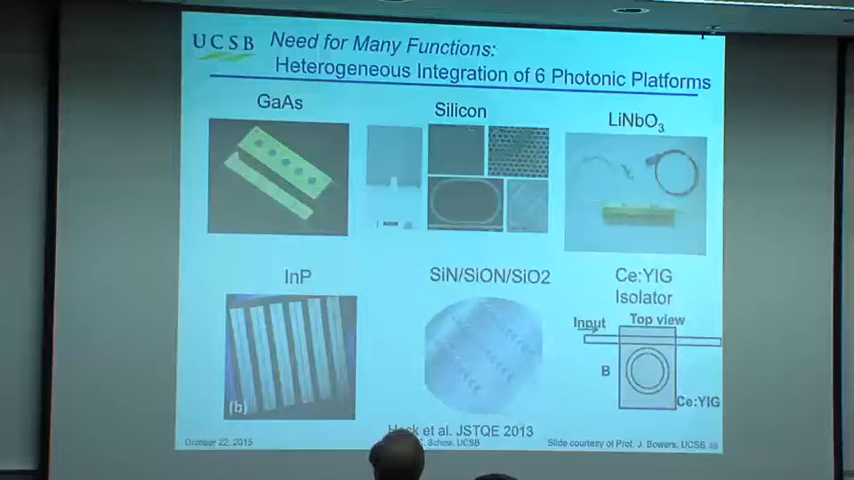 UCSB
Need for Many Functions:
Heterogeneous Integration of 6 Photonic Platforms
GaAs
Silicon
LiNbO3
InP
SiN/SiON/SiO2
Ce:YIG
Isolator
Input
Top view
B
Ce:YIG
(b)
et al. JSTQE 2013
October 22, 2015
Schow, UCSB
Slide courtesy of Prof. J. Bowers, UCSB